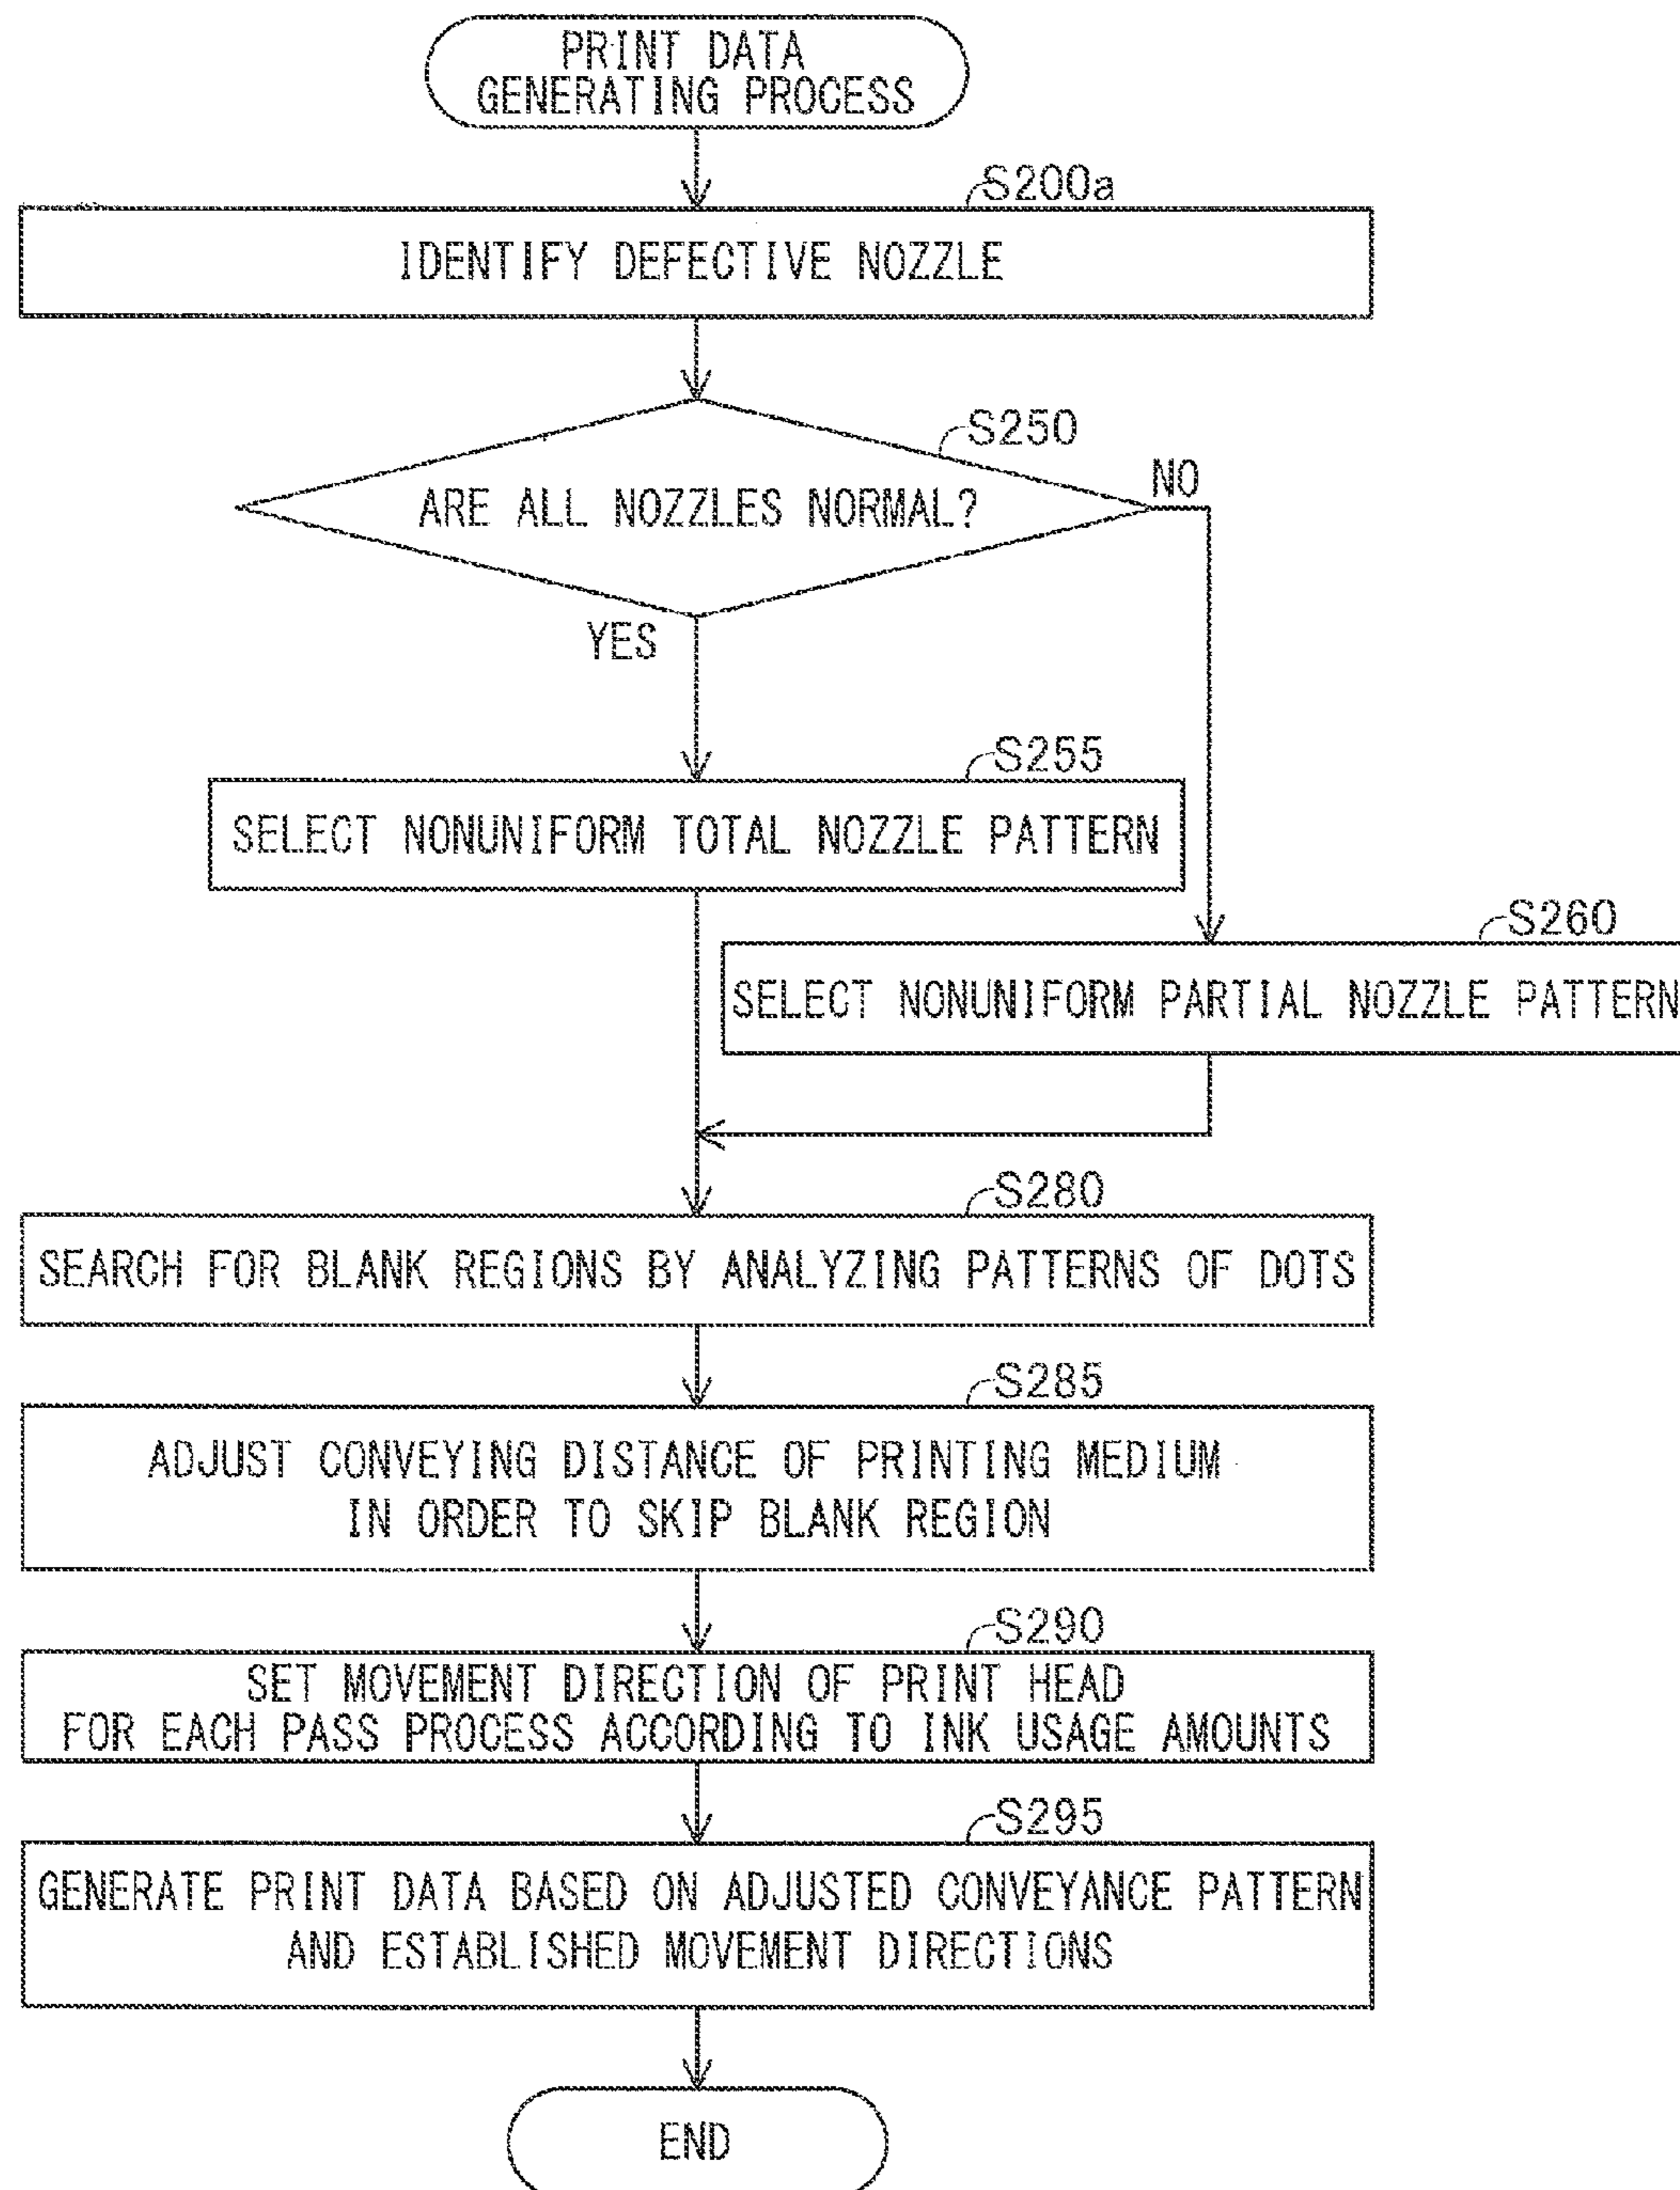 PRINT DATA
GENERATING PROCESS
S200a
IDENTIFY DEFECTIVE NOZZLE
S250
NO
ARE ALL NOZZLES NORMAL?
YES
S255
SELECT NONUNIFORM TOTAL NOZZLE PATTERN
S260
SELECT NONUNIFORM PARTIAL NOZZLE PATTERN
S280
SEARCH FOR BLANK REGIONS BY ANALYZING PATTERNS OF DOTS
S285
ADJUST CONVEYING DISTANCE OF PRINTING MEDIUM
IN ORDER TO SKIP BLANK REGION
S290
SET MOVEMENT DIRECTION OF PRINT HEAD
FOR EACH PASS PROCESS ACCORDING TO INK USAGE AMOUNTS
S295
GENERATE PRINT DATA BASED ON ADJUSTED CONVEYANCE PATTERN
AND ESTABLISHED MOVEMENT DIRECTIONS
END